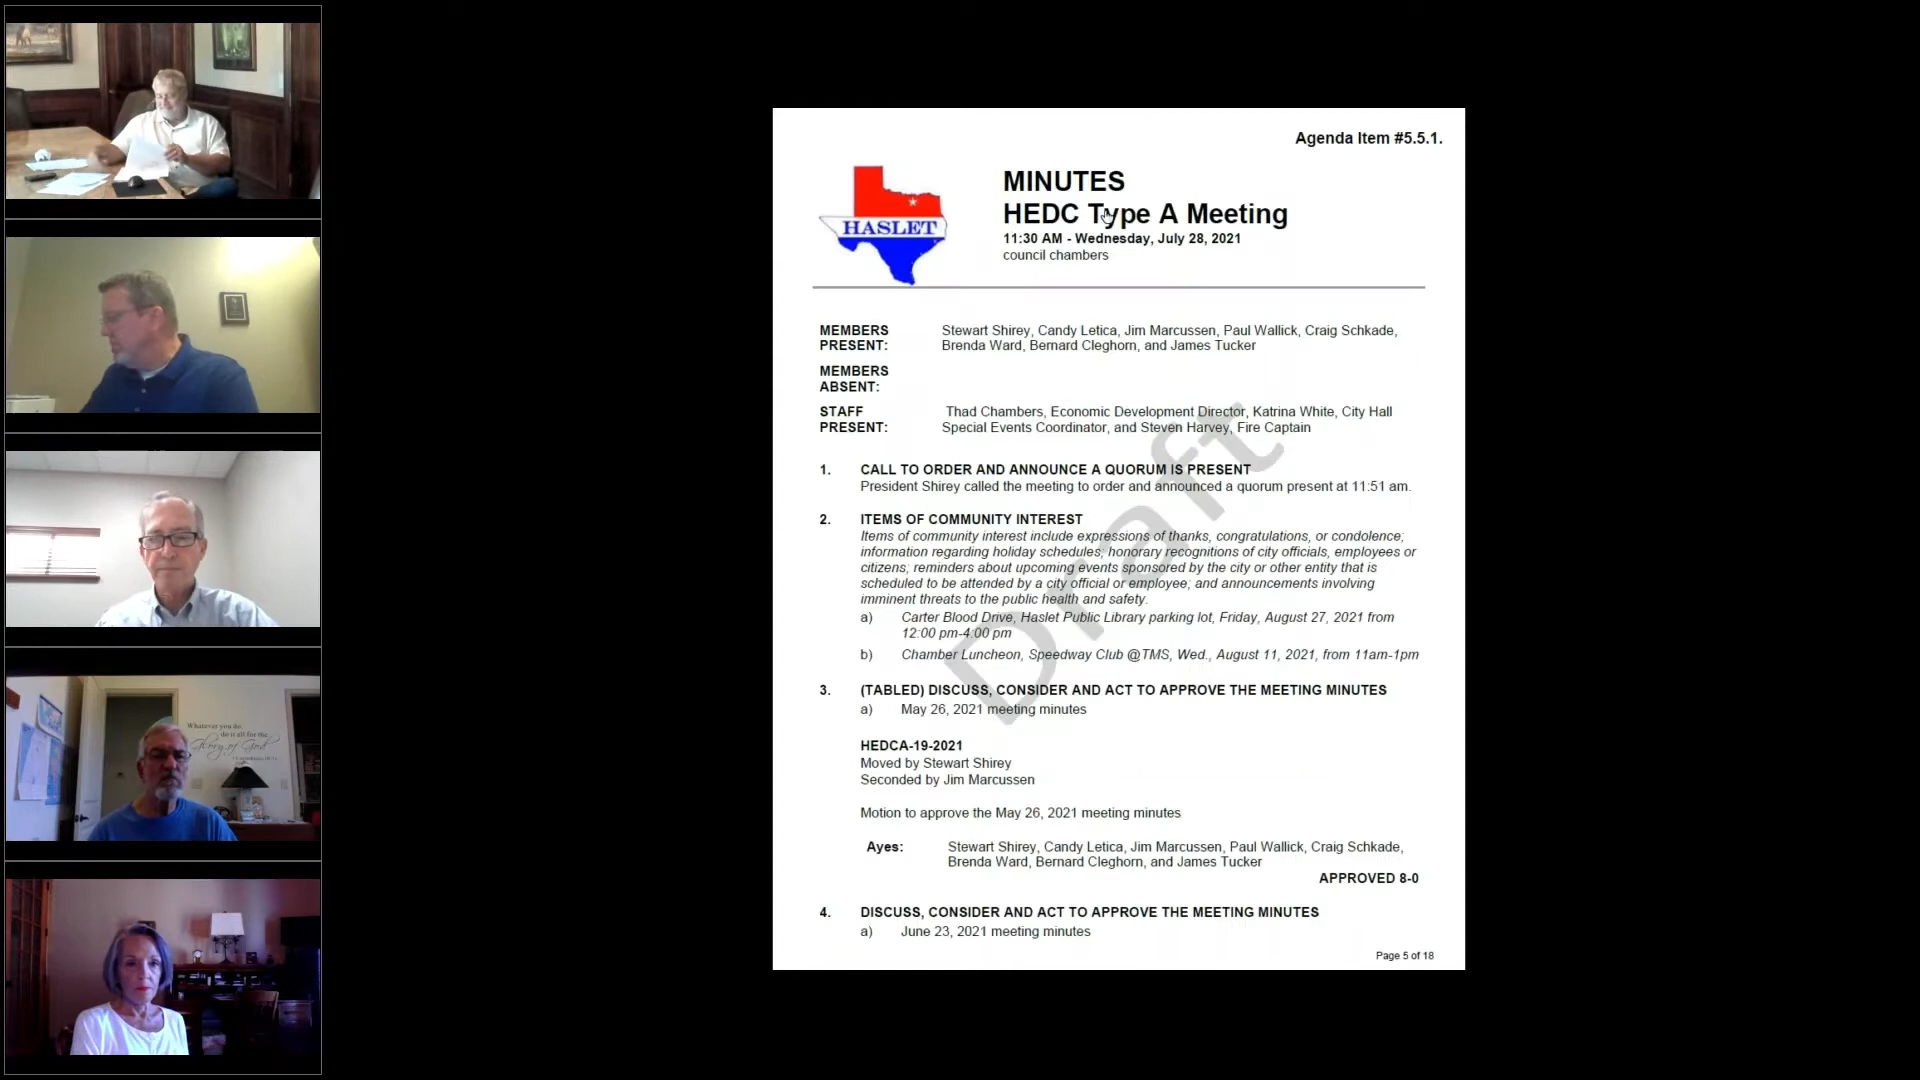 Agenda Item #5.5.1.
HASLET
MINUTES
HEDC Type A Meeting
11:30 AM - Wednesday, July 28, 2021
council chambers
MEMBERS PRESENT: Stewart Shirey, Candy Letica, Jim Marcussen, Paul Wallick, Craig Schkade,
Brenda Ward, Bernard Cleghorn, and James Tucker
MEMBERS
ABSENT:
STAFF PRESENT: Thad Chambers, Economic Development Director, Katrina White, City Hall
Special Events Coordinator, and Steven Harvey, Fire Captain
1. CALL TO ORDER AND ANNOUNCE A QUORUM IS PRESENT
President Shirey called the meeting to order and announced a quorum present at 11:51 am.
2. ITEMS OF COMMUNITY INTEREST
Items of community interest include expressions of thanks, congratulations, or condolence;
information regarding holiday schedules; honorary recognitions of city officials, employees or
citizens; reminders about upcoming events sponsored by the city or other entity that is
scheduled to be attended by a city official or employee; and announcements involving
imminent threats to the public health and safety.
a) Carter Blood Drive, Haslet Public Library parking lot, Friday, August 27, 2021 from
12:00 pm-4:00 pm
b) Chamber Luncheon, Speedway Club @TMS, Wed., August 11, 2021, from 11am-1pm
3. (TABLED) DISCUSS, CONSIDER AND ACT TO APPROVE THE MEETING MINUTES
a) May 26, 2021 meeting minutes
HEDCA-19-2021
Moved by Stewart Shirey
Seconded by Jim Marcussen
Motion to approve the May 26, 2021 meeting minutes
Ayes: Stewart Shirey, Candy Letica, Jim Marcussen, Paul Wallick, Craig Schkade,
Brenda Ward, Bernard Cleghorn, and James Tucker
APPROVED 8-0
4. DISCUSS, CONSIDER AND ACT TO APPROVE THE MEETING MINUTES
a) June 23, 2021 meeting minutes
Page 5 of 18
Draft
Whatever you do,
do it all for the
Glory of God